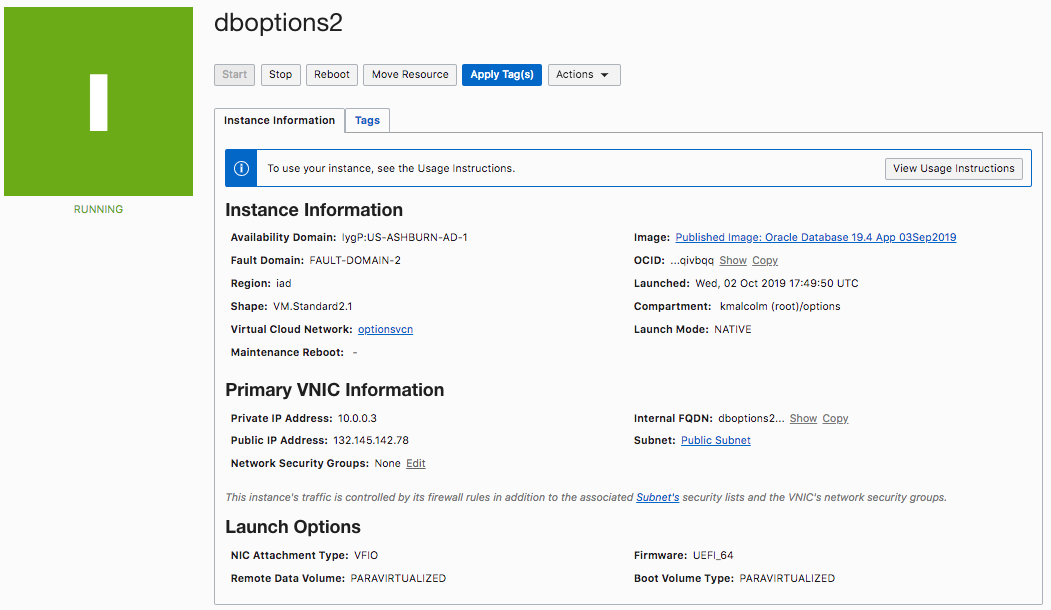 I
RUNNING
dboptions2
Start Stop Reboot Move Resource Apply Tag(s) Actions
Instance Information Tags
To use your instance, see the Usage Instructions. View Usage Instructions
Instance Information
Availability Domain: IygP:US-ASHBURN-AD-1
Image: Published Image: Oracle Database 19.4 App 03Sep2019
Fault Domain: FAULT-DOMAIN-2
OCID: ...qivbqq Show Copy
Region: iad
Launched: Wed, 02 Oct 2019 17:49:50 UTC
Shape: VM.Standard2.1
Compartment: kmalcolm (root)/options
Virtual Cloud Network: optionsvcn
Launch Mode: NATIVE
Maintenance Reboot: -
Primary VNIC Information
Private IP Address: 10.0.0.3
Internal FQDN: dboptions2... Show Copy
Public IP Address: 132.145.142.78
Subnet: Public Subnet
Network Security Groups: None Edit
This instance's traffic is controlled by its firewall rules in addition to the associated Subnet's security lists and the VNIC's network security groups.
Launch Options
NIC Attachment Type: VFIO
Firmware: UEFI_64
Remote Data Volume: PARAVIRTUALIZED
Boot Volume Type: PARAVIRTUALIZED